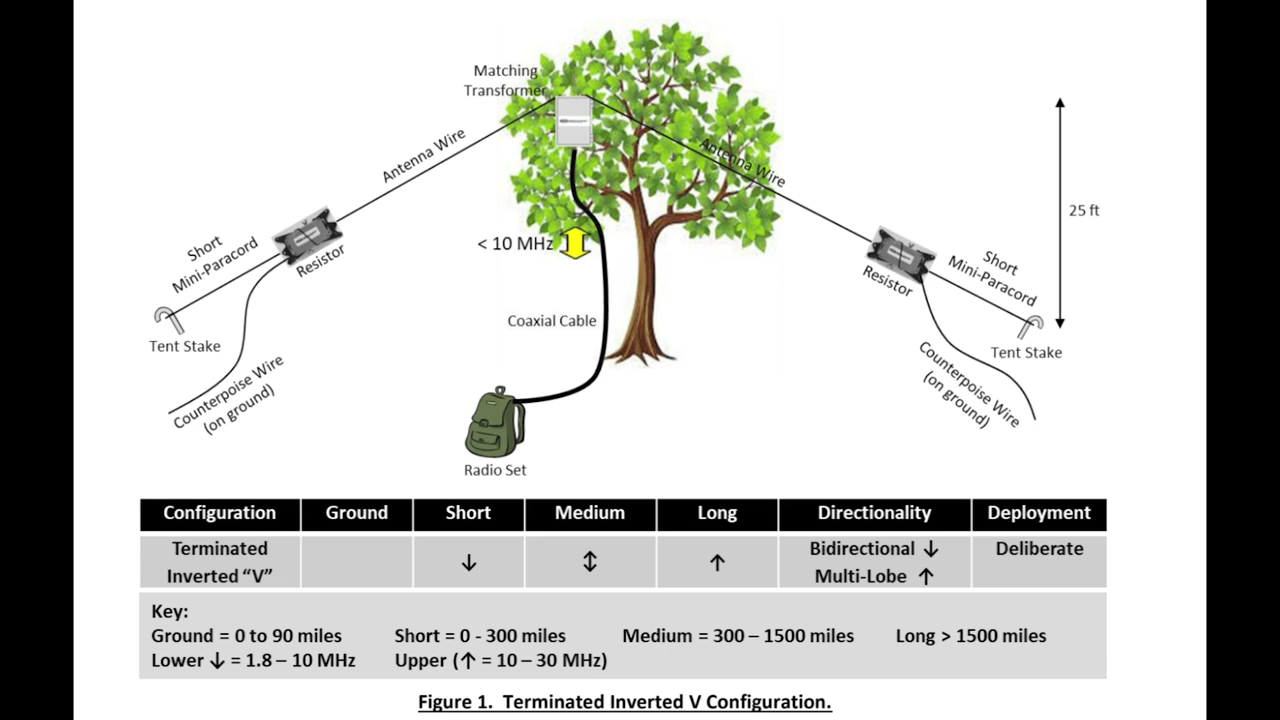 Matching
Transformer
Antenna Wire
Antenna Wire
25 ft
Short
Mini-Paracord
Resistor
< 10 MHz
Short
Mini-Paracord
Resistor
Coaxial Cable
Tent Stake
Tent Stake
Counterpoise Wire
(on ground)
Counterpoise Wire
(on ground)
Radio Set
Configuration Ground Short Medium Long Directionality Deployment
Terminated ↓ ↕ ↑ Bidirectional ↓ Deliberate
Inverted “V” Multi-Lobe ↑
Key:
Ground = 0 to 90 miles Short = 0 - 300 miles Medium = 300 – 1500 miles Long > 1500 miles
Lower ↓ = 1.8 – 10 MHz Upper (↑ = 10 – 30 MHz)
Figure 1. Terminated Inverted V Configuration.